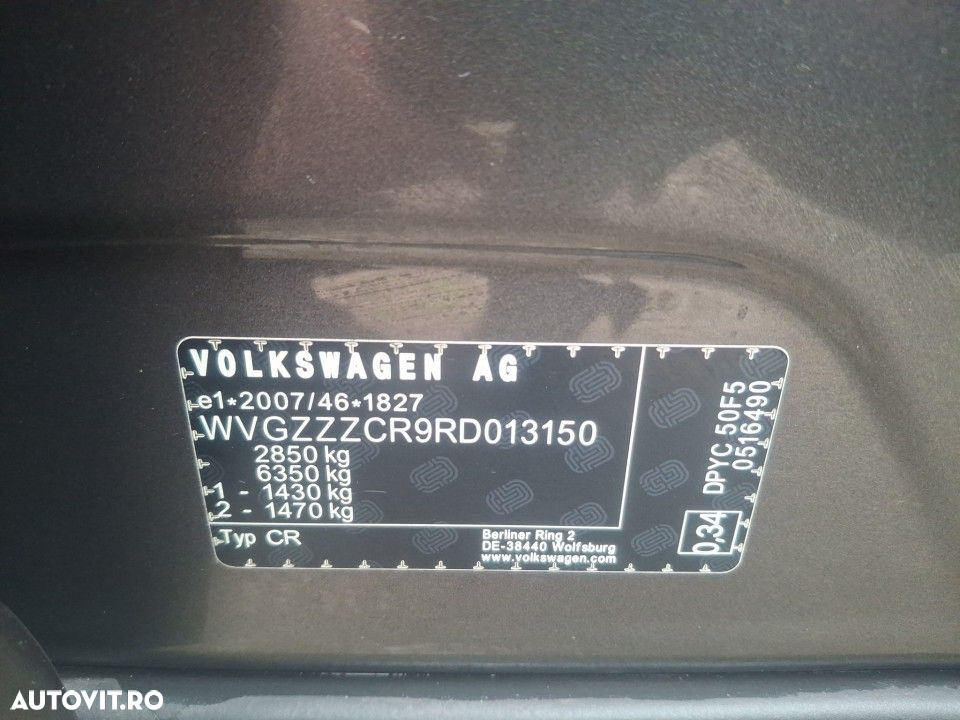 VOLKSWAGEN AG
e1*2007/46*1827
WVGZZZCR9RD013150
2850 kg
6350 kg
1 - 1430 kg
2 - 1470 kg
Typ CR
Berliner Ring 2
DE-38440 Wolfsburg
www.volkswagen.com
DPYC 50F5
0516490
0,34
AUTOVIT.RO